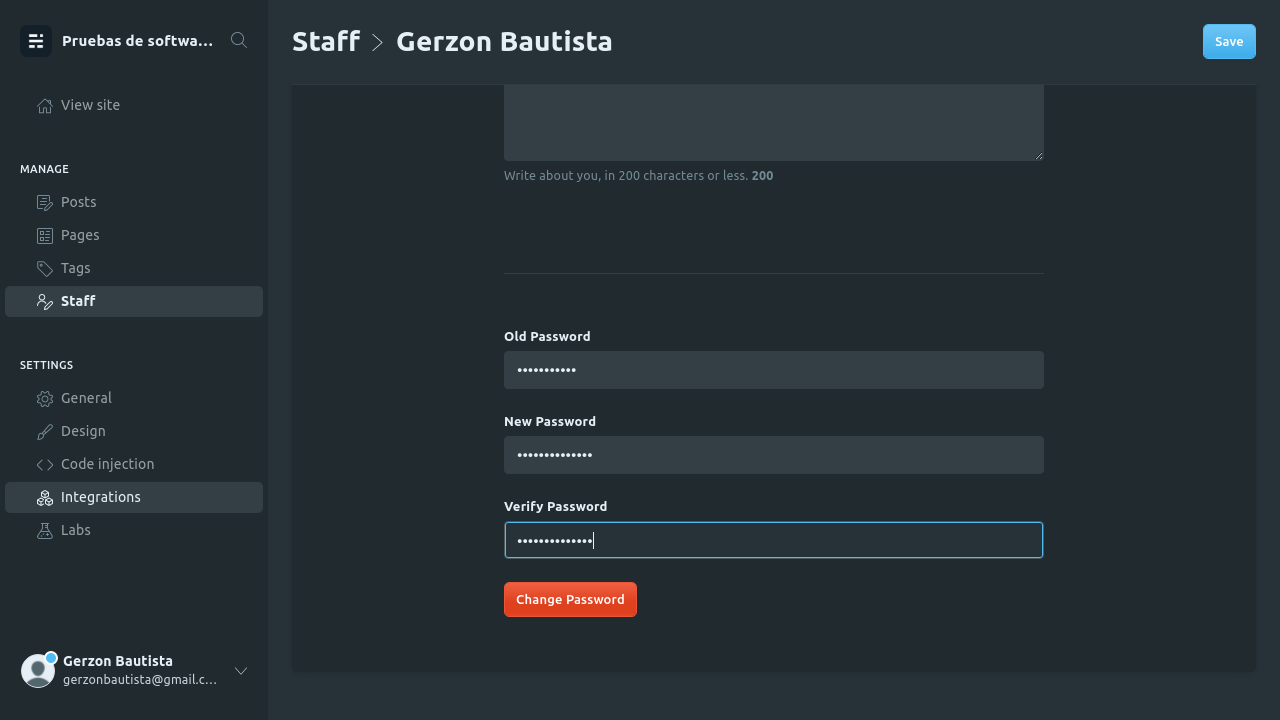 Pruebas de softwa...
View site
MANAGE
Posts
Pages
Tags
Staff
SETTINGS
General
Design
Code injection
Integrations
Labs
Gerzon Bautista
gerzonbautista@gmail.c...
Staff > Gerzon Bautista
Save
Write about you, in 200 characters or less. 200
Old Password
•••••••••••
New Password
••••••••••••••
Verify Password
••••••••••••••
Change Password